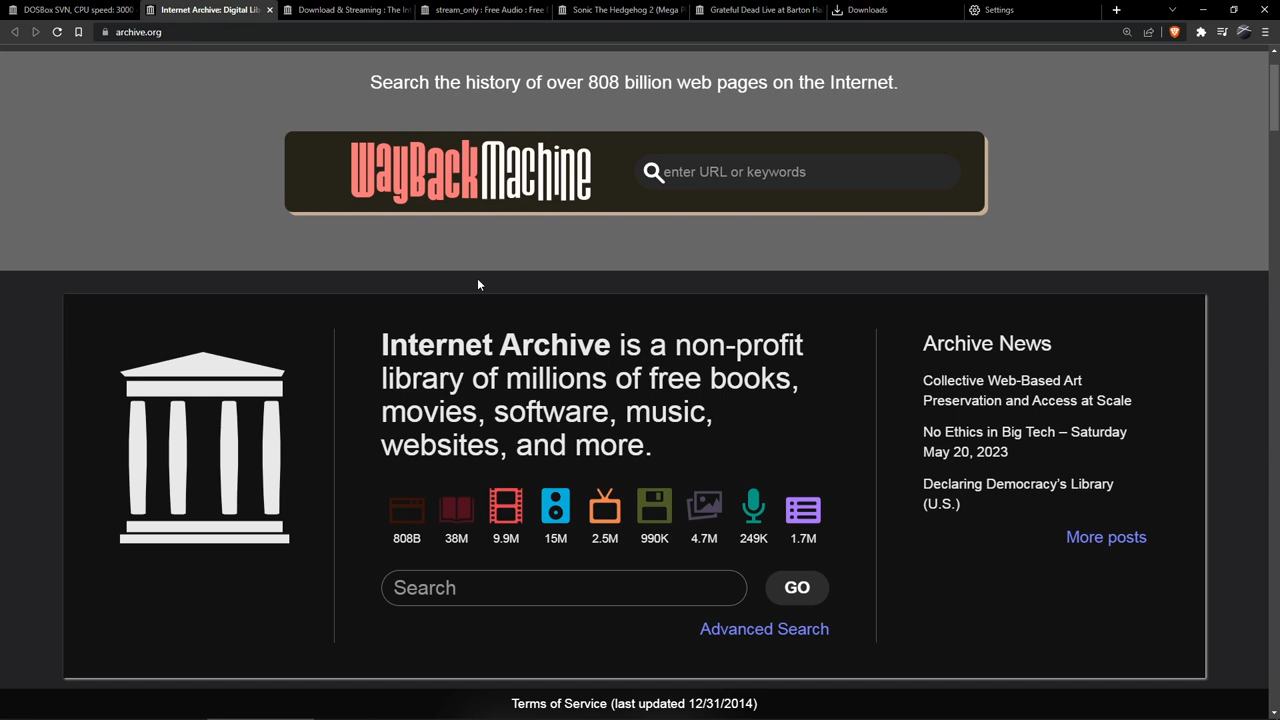 DOSBox SVN, CPU speed: 3000
Internet Archive: Digital Lib
Download & Streaming : The In
stream_only : Free Audio : Free
Sonic The Hedgehog 2 (Mega P
Grateful Dead Live at Barton Ha
Downloads
Settings
archive.org
Search the history of over 808 billion web pages on the Internet.
WayBackMachine
enter URL or keywords
Internet Archive is a non-profit
library of millions of free books,
movies, software, music,
websites, and more.
808B 38M 9.9M 15M 2.5M 990K 4.7M 249K 1.7M
Search
GO
Advanced Search
Archive News
Collective Web-Based Art
Preservation and Access at Scale
No Ethics in Big Tech – Saturday
May 20, 2023
Declaring Democracy's Library
(U.S.)
More posts
Terms of Service (last updated 12/31/2014)